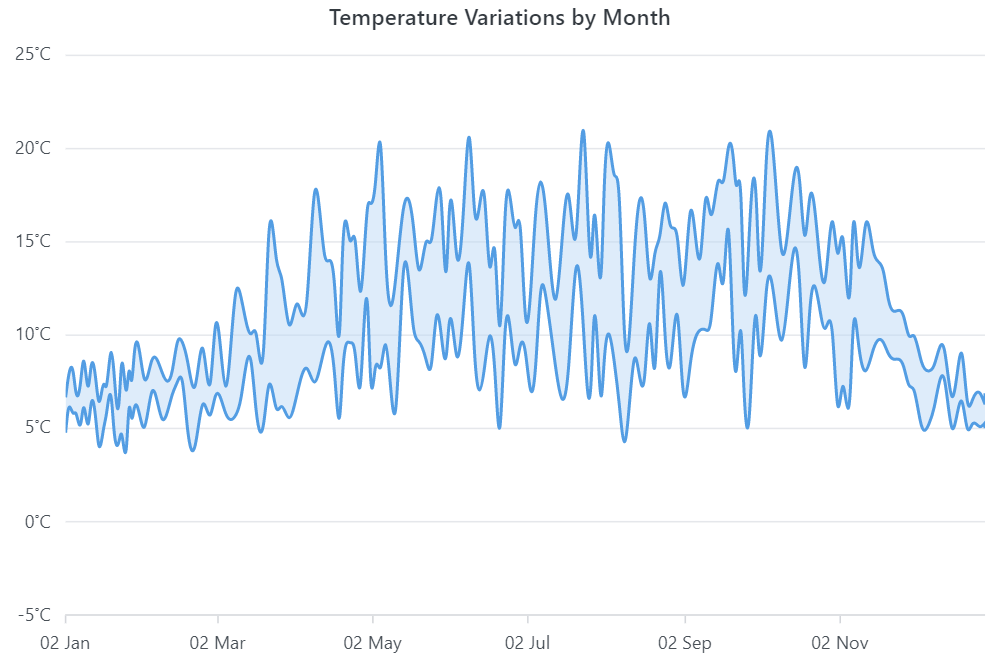 Temperature Variations by Month
25°C
20°C
15°C
10°C
5°C
0°C
-5°C
02 Jan 02 Mar 02 May 02 Jul 02 Sep 02 Nov